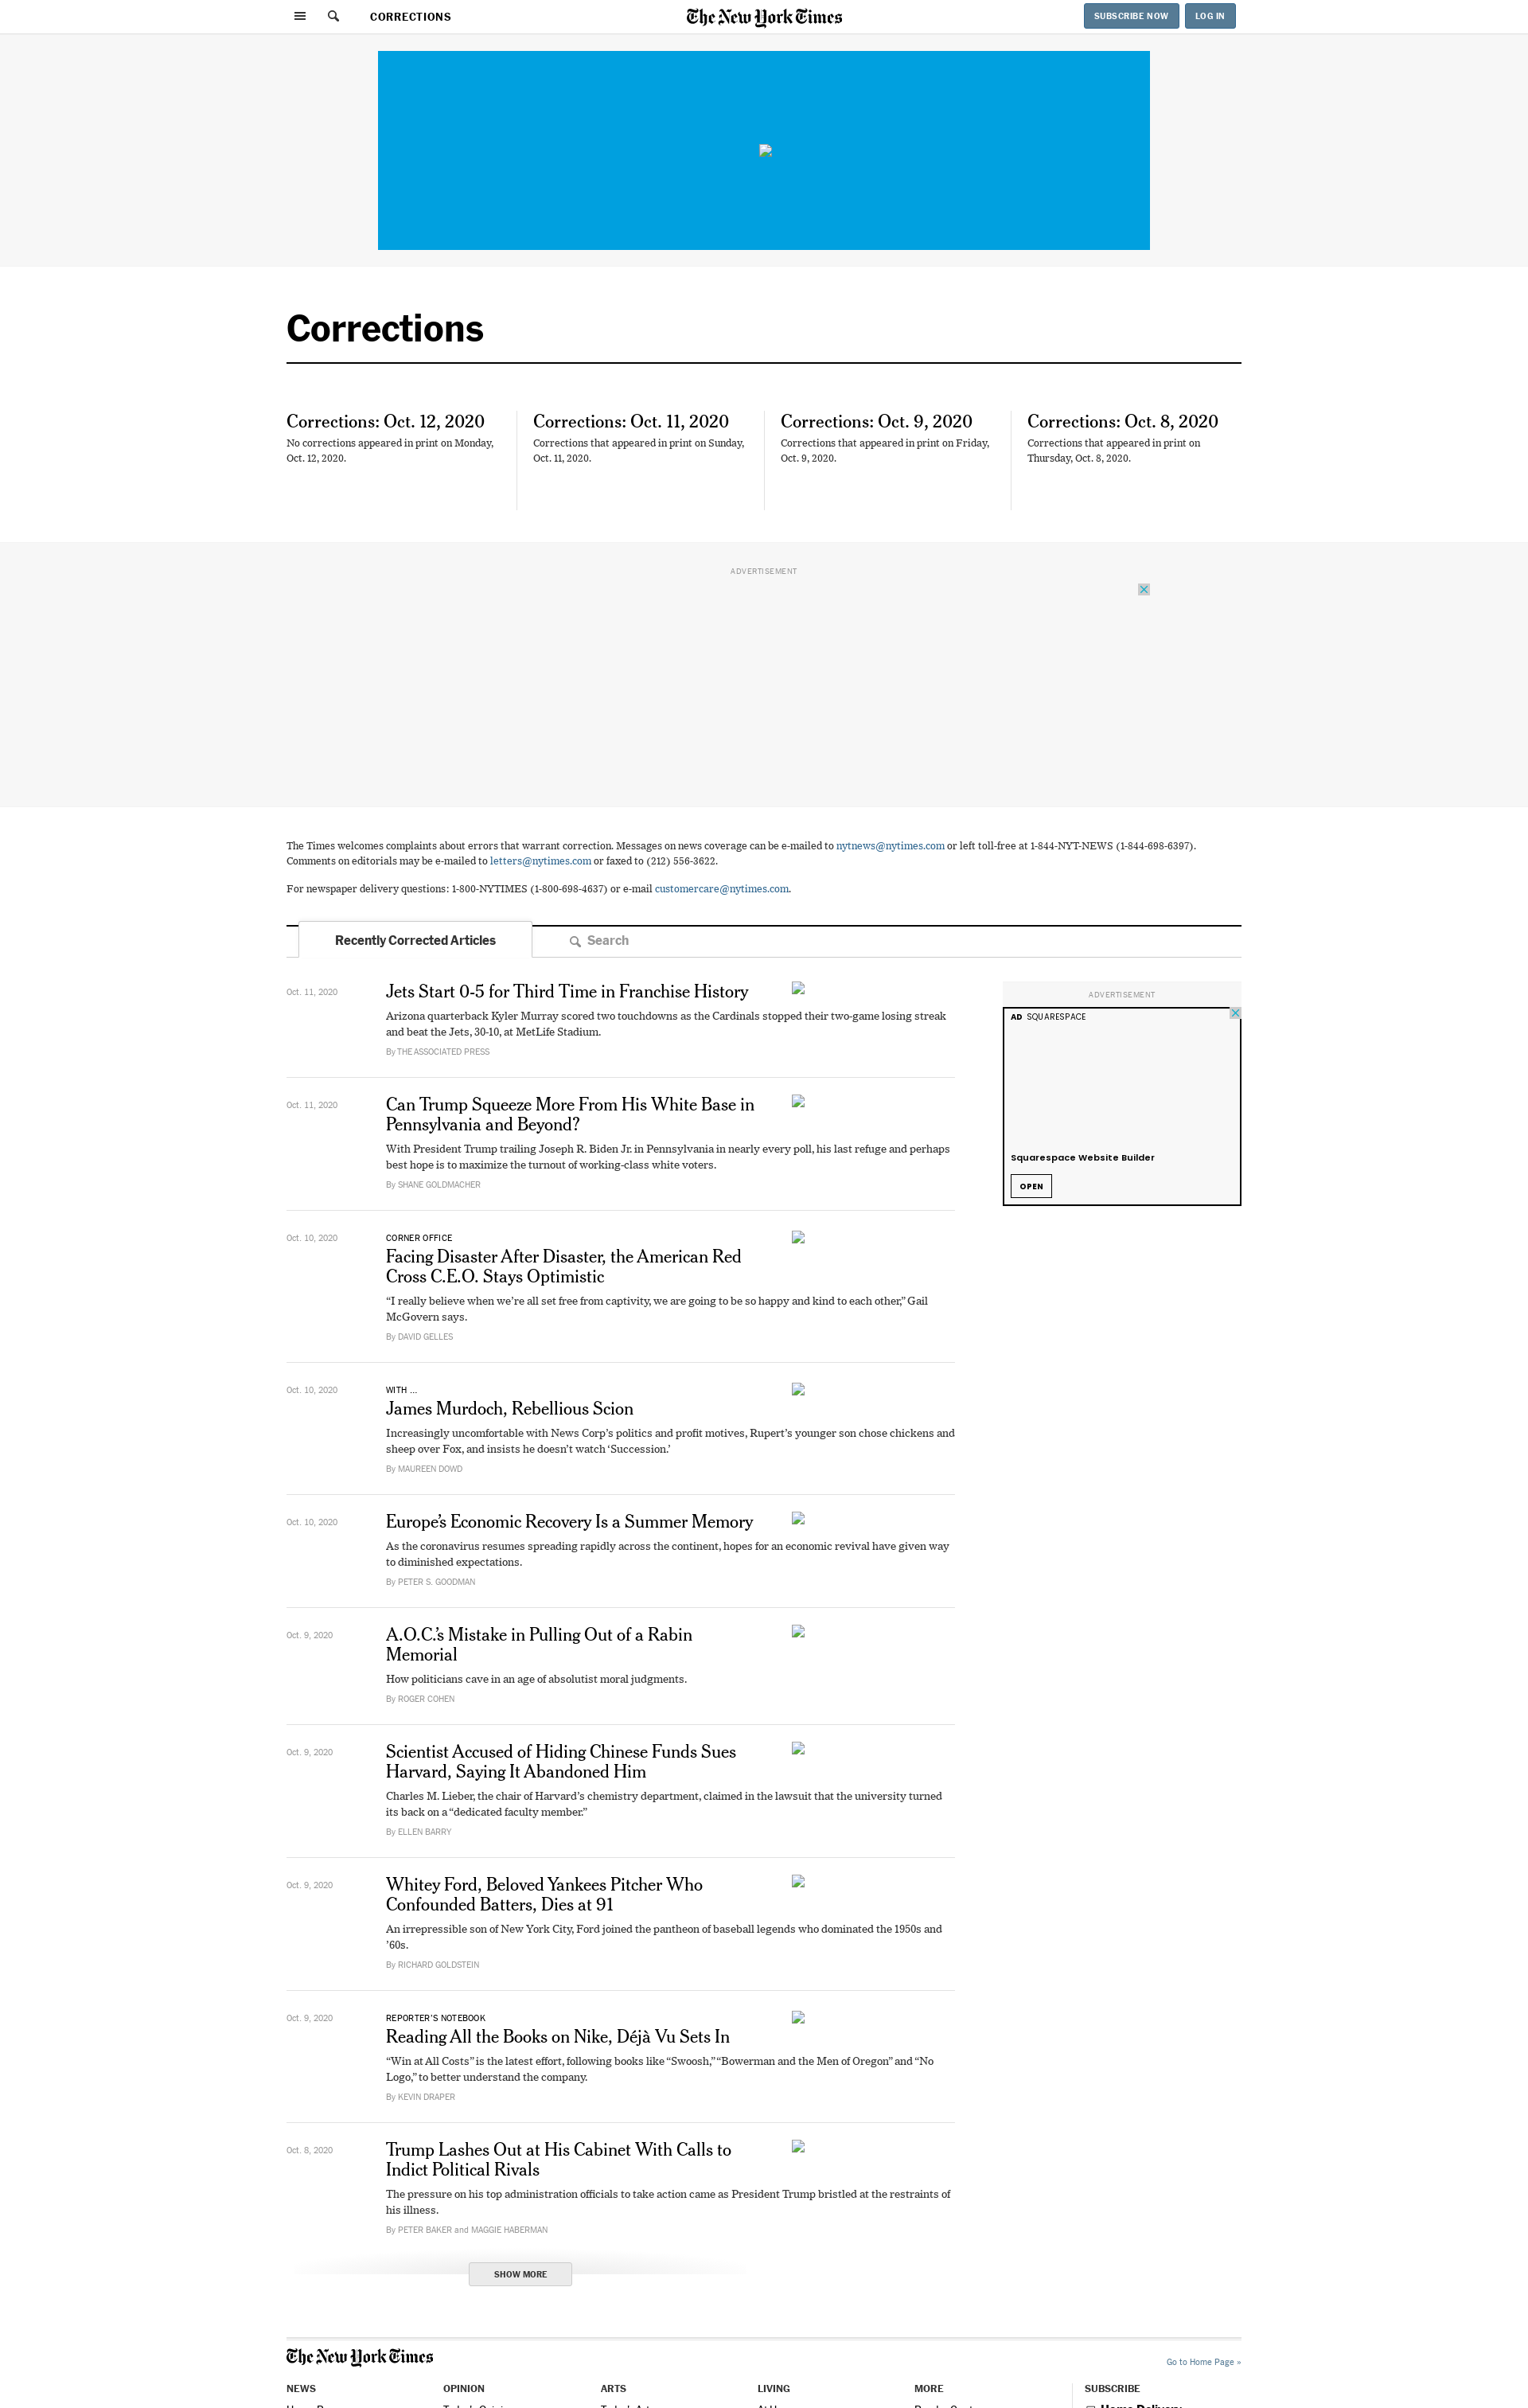 CORRECTIONS
The New York Times
SUBSCRIBE NOW
LOG IN
Corrections
Corrections: Oct. 12, 2020
No corrections appeared in print on Monday,
Oct. 12, 2020.
Corrections: Oct. 11, 2020
Corrections that appeared in print on Sunday,
Oct. 11, 2020.
Corrections: Oct. 9, 2020
Corrections that appeared in print on Friday,
Oct. 9, 2020.
Corrections: Oct. 8, 2020
Corrections that appeared in print on
Thursday, Oct. 8, 2020.
ADVERTISEMENT
The Times welcomes complaints about errors that warrant correction. Messages on news coverage can be e-mailed to nytnews@nytimes.com or left toll-free at 1-844-NYT-NEWS (1-844-698-6397).
Comments on editorials may be e-mailed to letters@nytimes.com or faxed to (212) 556-3622.
For newspaper delivery questions: 1-800-NYTIMES (1-800-698-4637) or e-mail customercare@nytimes.com.
Recently Corrected Articles
Search
Oct. 11, 2020
Jets Start 0-5 for Third Time in Franchise History
Arizona quarterback Kyler Murray scored two touchdowns as the Cardinals stopped their two-game losing streak
and beat the Jets, 30-10, at MetLife Stadium.
By THE ASSOCIATED PRESS
ADVERTISEMENT
AD SQUARESPACE
Squarespace Website Builder
OPEN
Oct. 11, 2020
Can Trump Squeeze More From His White Base in
Pennsylvania and Beyond?
With President Trump trailing Joseph R. Biden Jr. in Pennsylvania in nearly every poll, his last refuge and perhaps
best hope is to maximize the turnout of working-class white voters.
By SHANE GOLDMACHER
Oct. 10, 2020
CORNER OFFICE
Facing Disaster After Disaster, the American Red
Cross C.E.O. Stays Optimistic
“I really believe when we’re all set free from captivity, we are going to be so happy and kind to each other,” Gail
McGovern says.
By DAVID GELLES
Oct. 10, 2020
WITH ...
James Murdoch, Rebellious Scion
Increasingly uncomfortable with News Corp’s politics and profit motives, Rupert’s younger son chose chickens and
sheep over Fox, and insists he doesn’t watch ‘Succession.’
By MAUREEN DOWD
Oct. 10, 2020
Europe’s Economic Recovery Is a Summer Memory
As the coronavirus resumes spreading rapidly across the continent, hopes for an economic revival have given way
to diminished expectations.
By PETER S. GOODMAN
Oct. 9, 2020
A.O.C.’s Mistake in Pulling Out of a Rabin
Memorial
How politicians cave in an age of absolutist moral judgments.
By ROGER COHEN
Oct. 9, 2020
Scientist Accused of Hiding Chinese Funds Sues
Harvard, Saying It Abandoned Him
Charles M. Lieber, the chair of Harvard’s chemistry department, claimed in the lawsuit that the university turned
its back on a “dedicated faculty member.”
By ELLEN BARRY
Oct. 9, 2020
Whitey Ford, Beloved Yankees Pitcher Who
Confounded Batters, Dies at 91
An irrepressible son of New York City, Ford joined the pantheon of baseball legends who dominated the 1950s and
’60s.
By RICHARD GOLDSTEIN
Oct. 9, 2020
REPORTER’S NOTEBOOK
Reading All the Books on Nike, Déjà Vu Sets In
“Win at All Costs” is the latest effort, following books like “Swoosh,” “Bowerman and the Men of Oregon” and “No
Logo,” to better understand the company.
By KEVIN DRAPER
Oct. 8, 2020
Trump Lashes Out at His Cabinet With Calls to
Indict Political Rivals
The pressure on his top administration officials to take action came as President Trump bristled at the restraints of
his illness.
By PETER BAKER and MAGGIE HABERMAN
SHOW MORE
The New York Times
Go to Home Page »
NEWS
OPINION
ARTS
LIVING
MORE
SUBSCRIBE